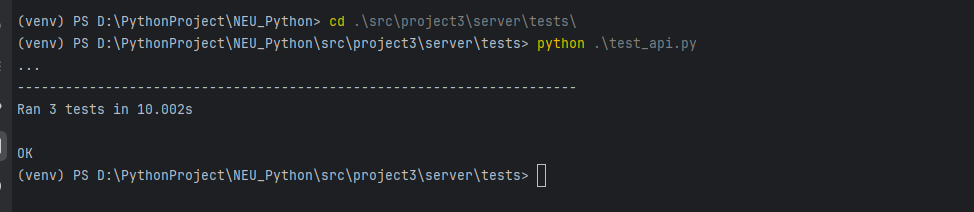 (venv) PS D:\PythonProject\NEU_Python> cd .\src\project3\server\tests\
(venv) PS D:\PythonProject\NEU_Python\src\project3\server\tests> python .\test_api.py
...
----------------------------------------------------------------------
Ran 3 tests in 10.002s
OK
(venv) PS D:\PythonProject\NEU_Python\src\project3\server\tests>